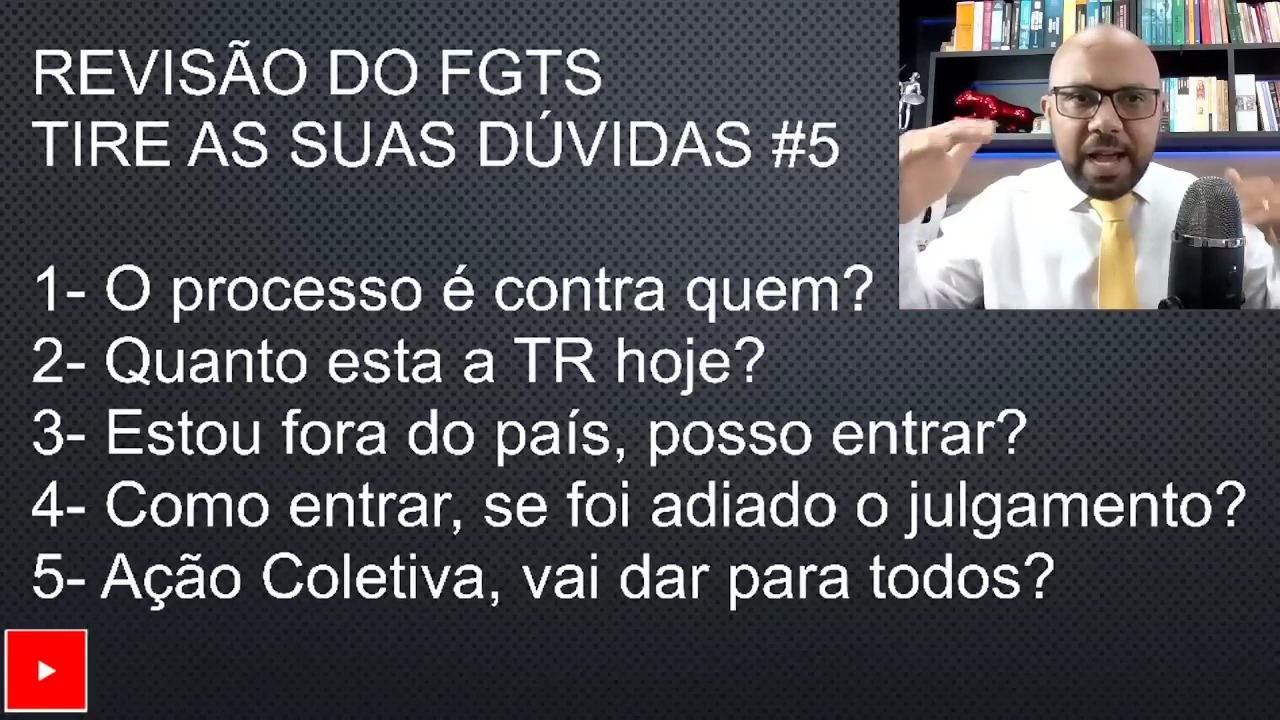 REVISÃO DO FGTS
TIRE AS SUAS DÚVIDAS #5
1- O processo é contra quem?
2- Quanto esta a TR hoje?
3- Estou fora do país, posso entrar?
4- Como entrar, se foi adiado o julgamento?
5- Ação Coletiva, vai dar para todos?